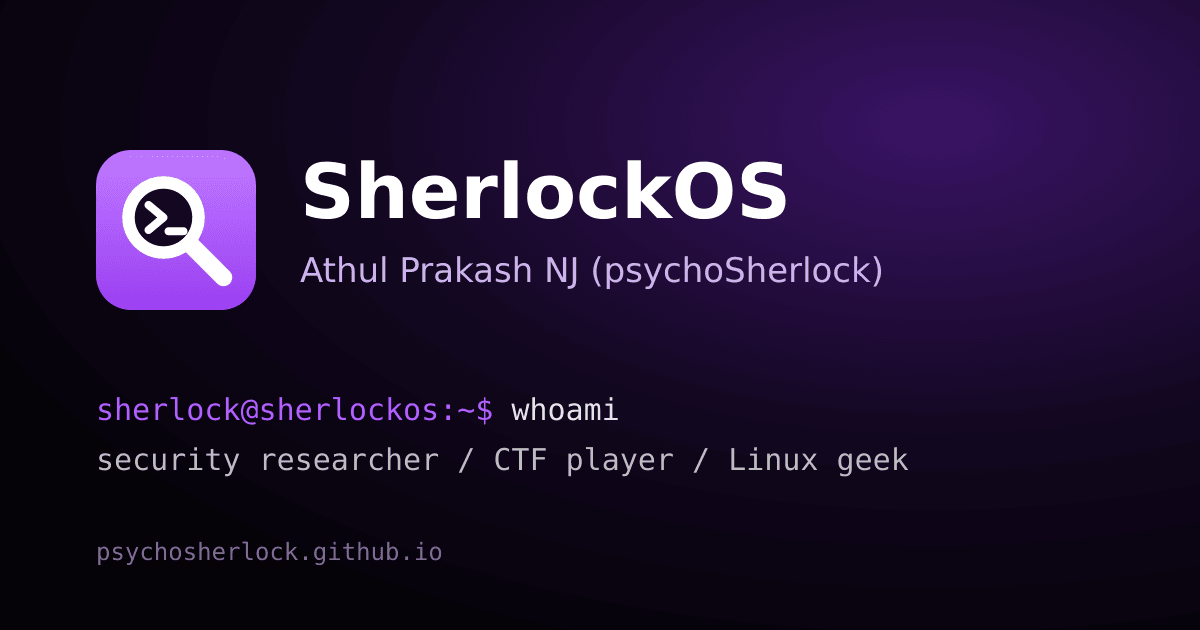 SherlockOS
Athul Prakash NJ (psychoSherlock)
sherlock@sherlockos:~$ whoami
security researcher / CTF player / Linux geek
psychosherlock.github.io